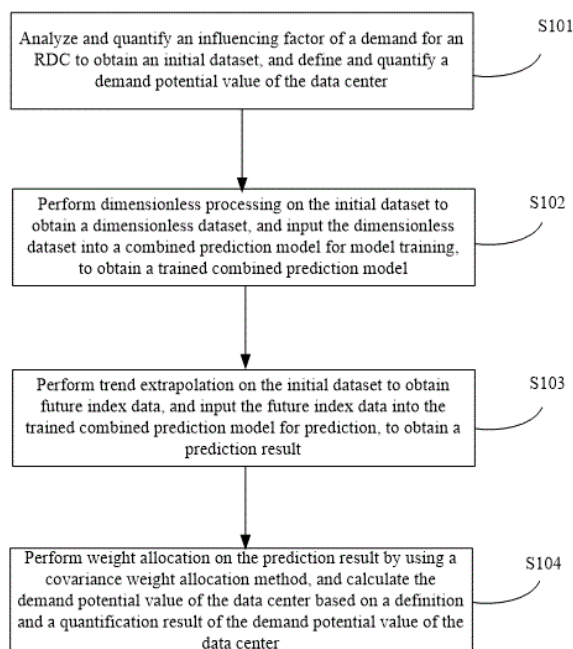 S101
Analyze and quantify an influencing factor of a demand for an
RDC to obtain an initial dataset, and define and quantify a
demand potential value of the data center
S102
Perform dimensionless processing on the initial dataset to
obtain a dimensionless dataset, and input the dimensionless
dataset into a combined prediction model for model training,
to obtain a trained combined prediction model
S103
Perform trend extrapolation on the initial dataset to obtain
future index data, and input the future index data into the
trained combined prediction model for prediction, to obtain a
prediction result
S104
Perform weight allocation on the prediction result by using a
covariance weight allocation method, and calculate the
demand potential value of the data center based on a definition
and a quantification result of the demand potential value of the
data center